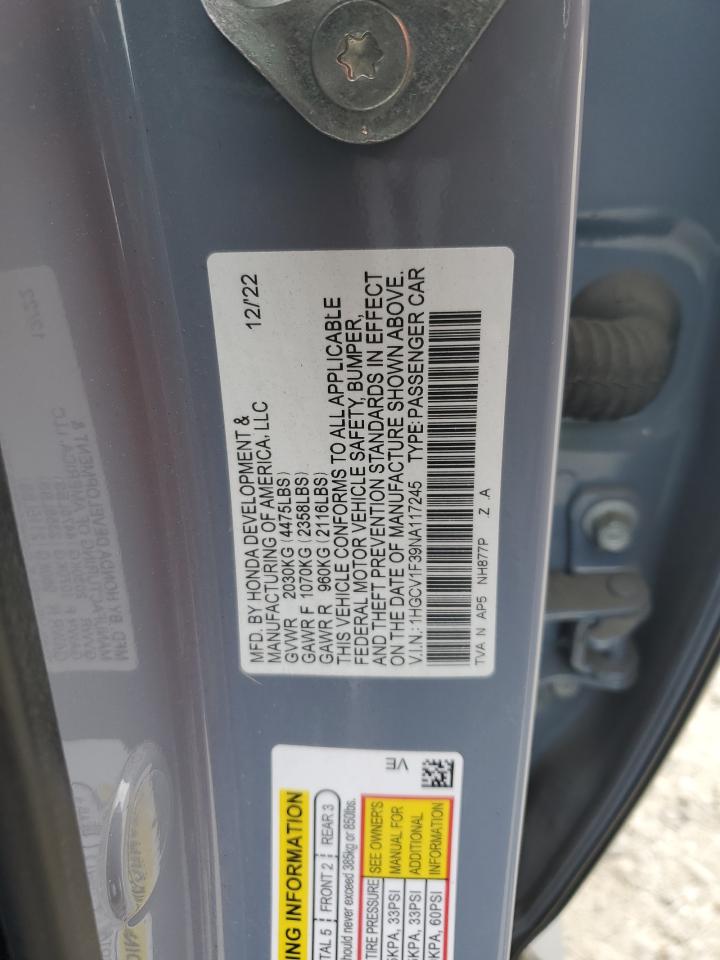 12/'22
MFD. BY HONDA DEVELOPMENT &
MANUFACTURING OF AMERICA, LLC
GVWR 2030KG (4475LBS)
GAWR F 1070KG (2358LBS)
GAWR R 960KG (2116LBS)
THIS VEHICLE CONFORMS TO ALL APPLICABLE
FEDERAL MOTOR VEHICLE SAFETY, BUMPER,
AND THEFT PREVENTION STANDARDS IN EFFECT
ON THE DATE OF MANUFACTURE SHOWN ABOVE.
V.I.N.: 1HGCV1F39NA117245 TYPE: PASSENGER CAR
TVA N AP5 NH877P Z A
ING INFORMATION
TAL 5 FRONT 2 REAR 3
should never exceed 385kg or 850lbs.
TIRE PRESSURE SEE OWNER'S
KPA, 33PSI MANUAL FOR
KPA, 33PSI ADDITIONAL
KPA, 60PSI INFORMATION
VE